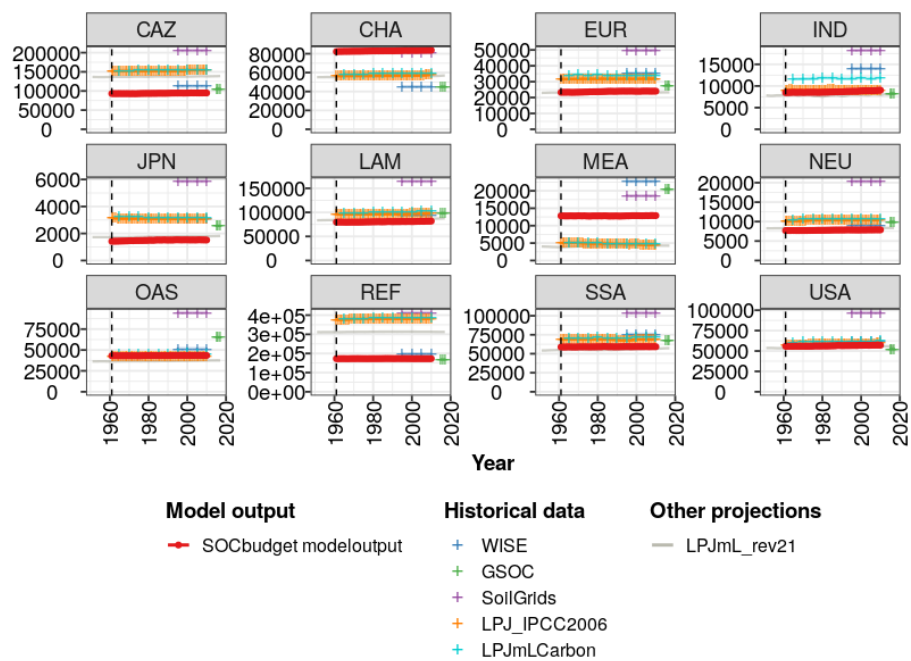 CAZ CHA EUR IND
200000 150000 100000 50000 0
80000 60000 40000 20000 0
50000 40000 30000 20000 10000 0
15000 10000 5000 0
JPN LAM MEA NEU
6000 4000 2000 0
150000 100000 50000 0
20000 15000 10000 5000 0
20000 15000 10000 5000 0
OAS REF SSA USA
75000 50000 25000 0
4e+05 3e+05 2e+05 1e+05 0e+00
100000 75000 50000 25000 0
100000 75000 50000 25000 0
1960 1980 2000 2020 1960 1980 2000 2020 1960 1980 2000 2020 1960 1980 2000 2020
Year
Model output Historical data Other projections
SOCbudget modeloutput WISE LPJmL_rev21
GSOC
SoilGrids
LPJ_IPCC2006
LPJmLCarbon